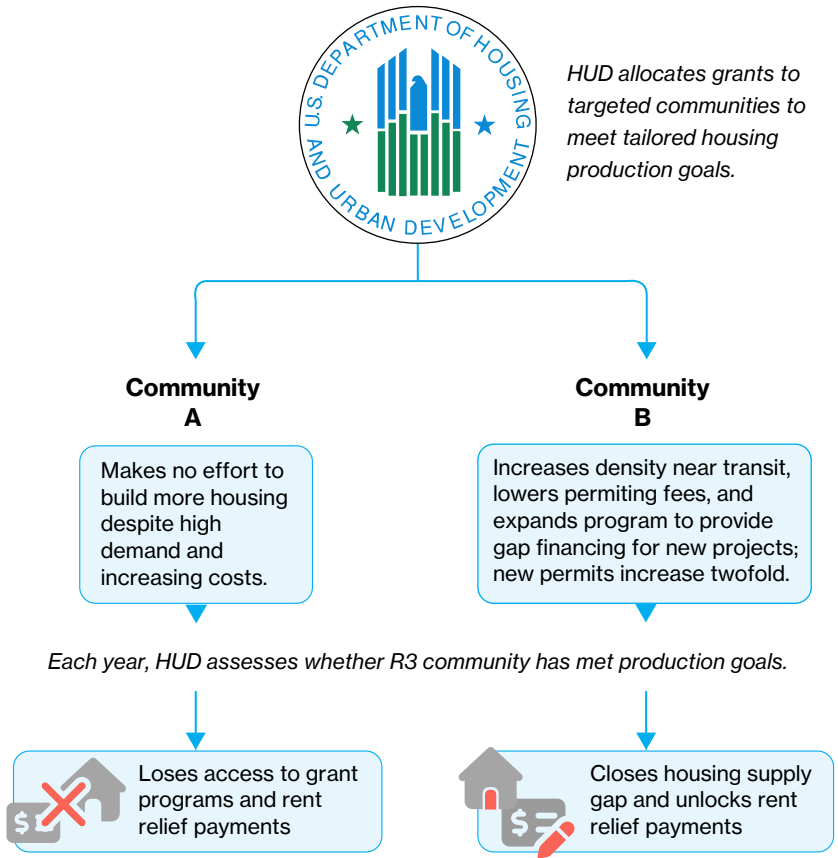 U.S. DEPARTMENT OF HOUSING
AND URBAN DEVELOPMENT
HUD allocates grants to
targeted communities to
meet tailored housing
production goals.
Community
A
Makes no effort to
build more housing
despite high
demand and
increasing costs.
Community
B
Increases density near transit,
lowers permiting fees, and
expands program to provide
gap financing for new projects;
new permits increase twofold.
Each year, HUD assesses whether R3 community has met production goals.
Loses access to grant
programs and rent
relief payments
$
Closes housing supply
gap and unlocks rent
relief payments
$